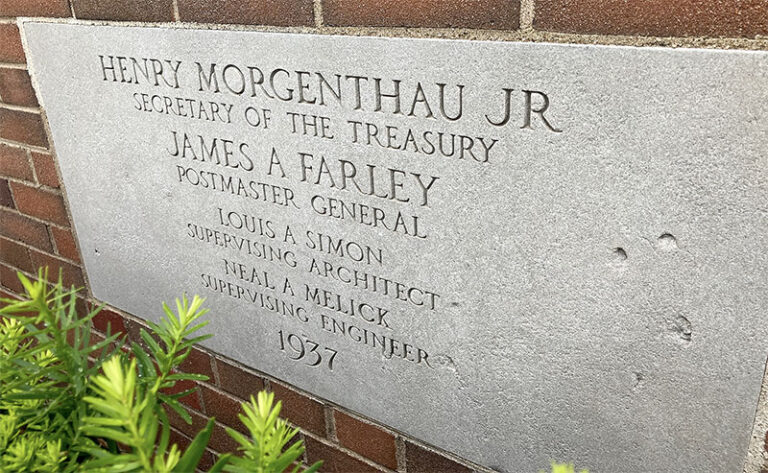 HENRY MORGENTHAU JR
SECRETARY OF THE TREASURY
JAMES A FARLEY
POSTMASTER GENERAL
LOUIS A SIMON
SUPERVISING ARCHITECT
NEAL A MELICK
SUPERVISING ENGINEER
1937